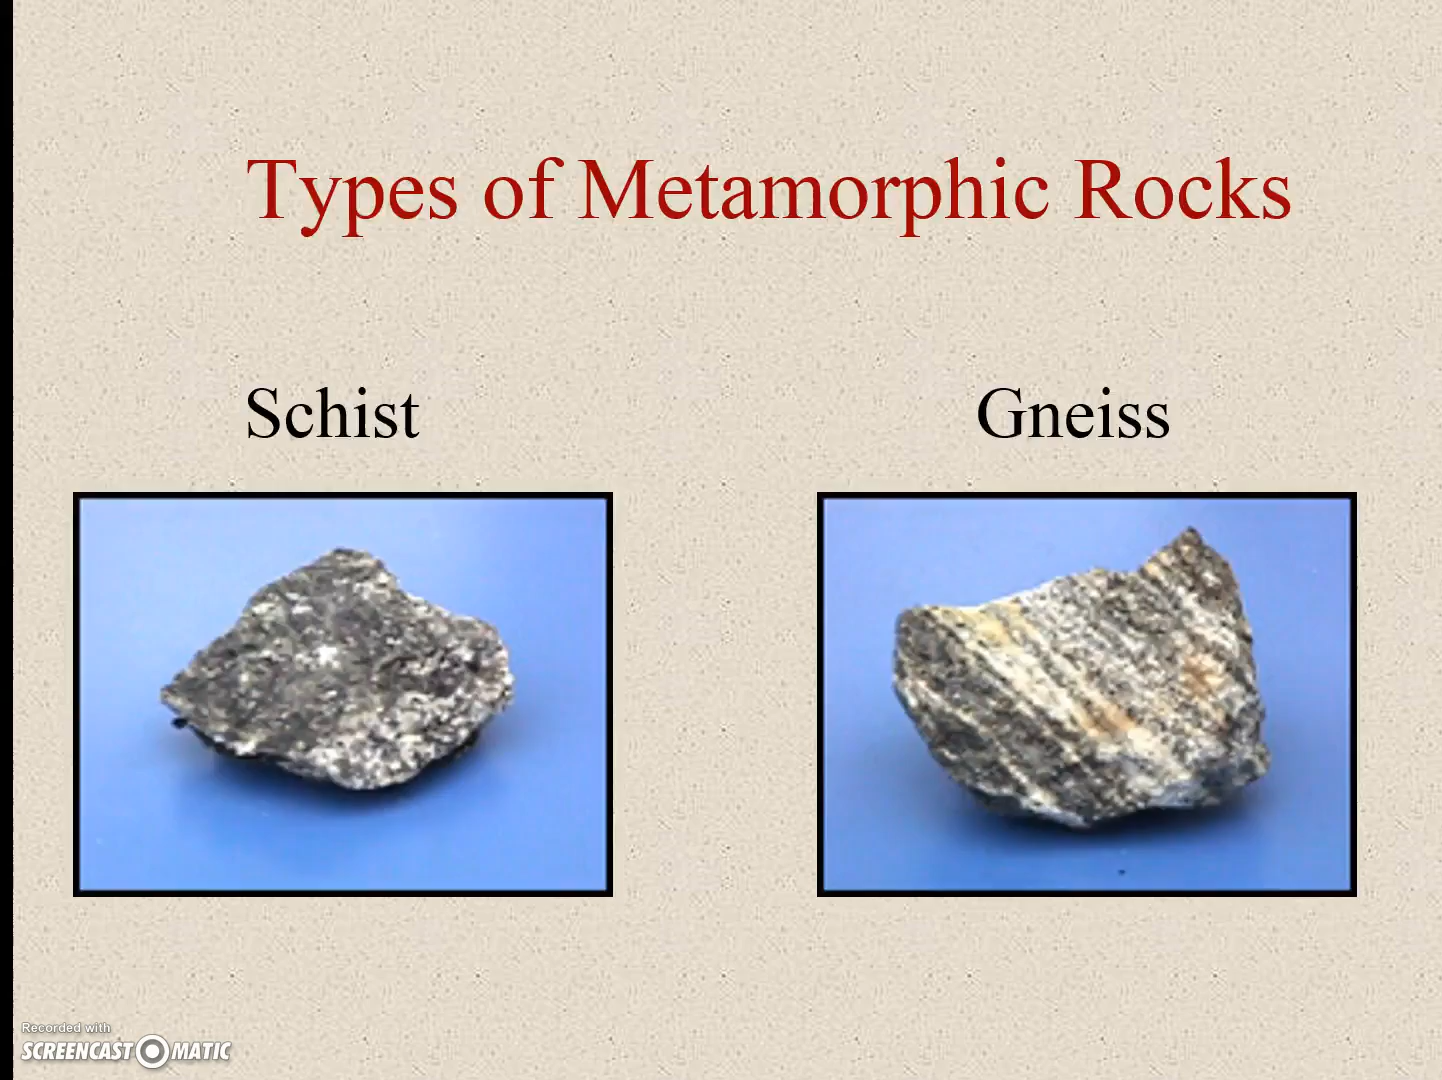 Types of Metamorphic Rocks
Schist
Gneiss
Recorded with
SCREENCAST MATIC